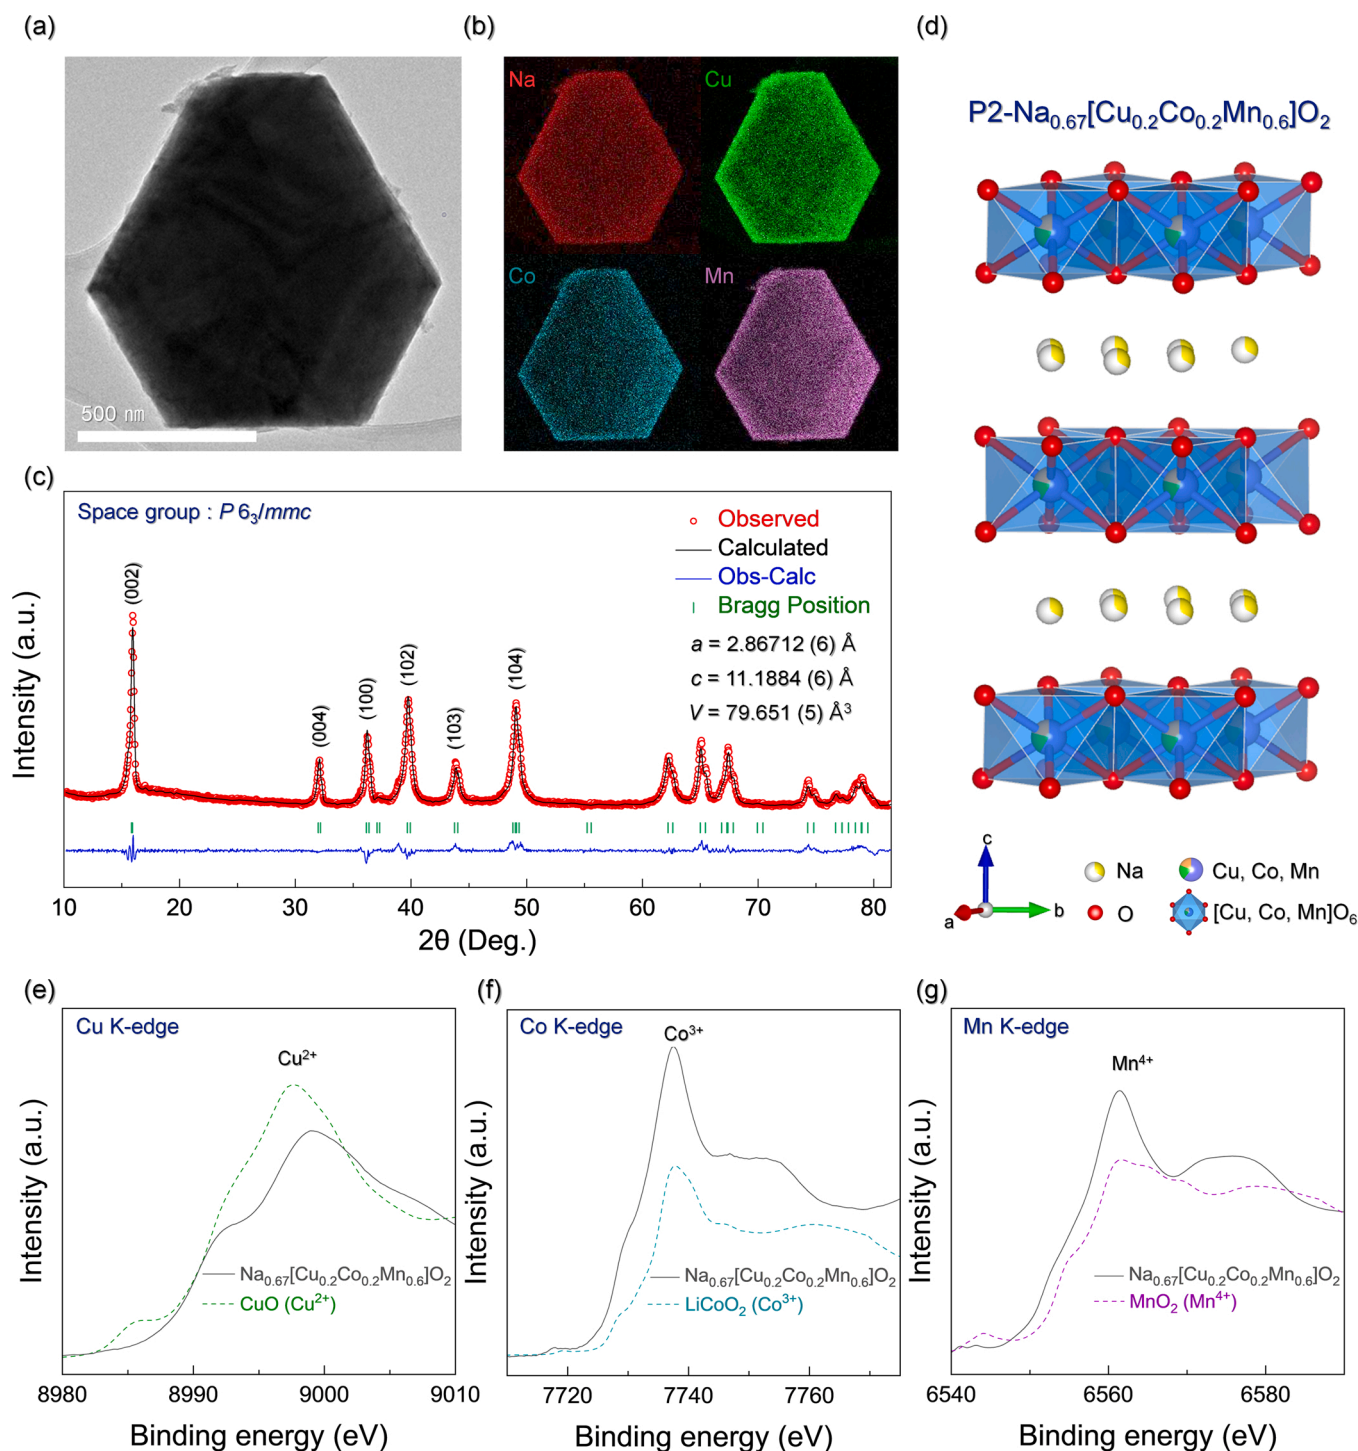 (a)
500 nm
(b)
Na
Cu
Co
Mn
(c)
Space group : P 6₃/mmc
Observed
Calculated
Obs-Calc
Bragg Position
a = 2.86712 (6) Å
c = 11.1884 (6) Å
V = 79.651 (5) Å³
(002)
(004)
(100)
(102)
(103)
(104)
Intensity (a.u.)
10 20 30 40 50 60 70 80
2θ (Deg.)
(d)
P2-Na₀.₆₇[Cu₀.₂Co₀.₂Mn₀.₆]O₂
c
a
b
Na
Cu, Co, Mn
O
[Cu, Co, Mn]O₆
(e)
Cu K-edge
Cu²⁺
Na₀.₆₇[Cu₀.₂Co₀.₂Mn₀.₆]O₂
CuO (Cu²⁺)
Intensity (a.u.)
8980 8990 9000 9010
Binding energy (eV)
(f)
Co K-edge
Co³⁺
Na₀.₆₇[Cu₀.₂Co₀.₂Mn₀.₆]O₂
LiCoO₂ (Co³⁺)
Intensity (a.u.)
7720 7740 7760
Binding energy (eV)
(g)
Mn K-edge
Mn⁴⁺
Na₀.₆₇[Cu₀.₂Co₀.₂Mn₀.₆]O₂
MnO₂ (Mn⁴⁺)
Intensity (a.u.)
6540 6560 6580
Binding energy (eV)